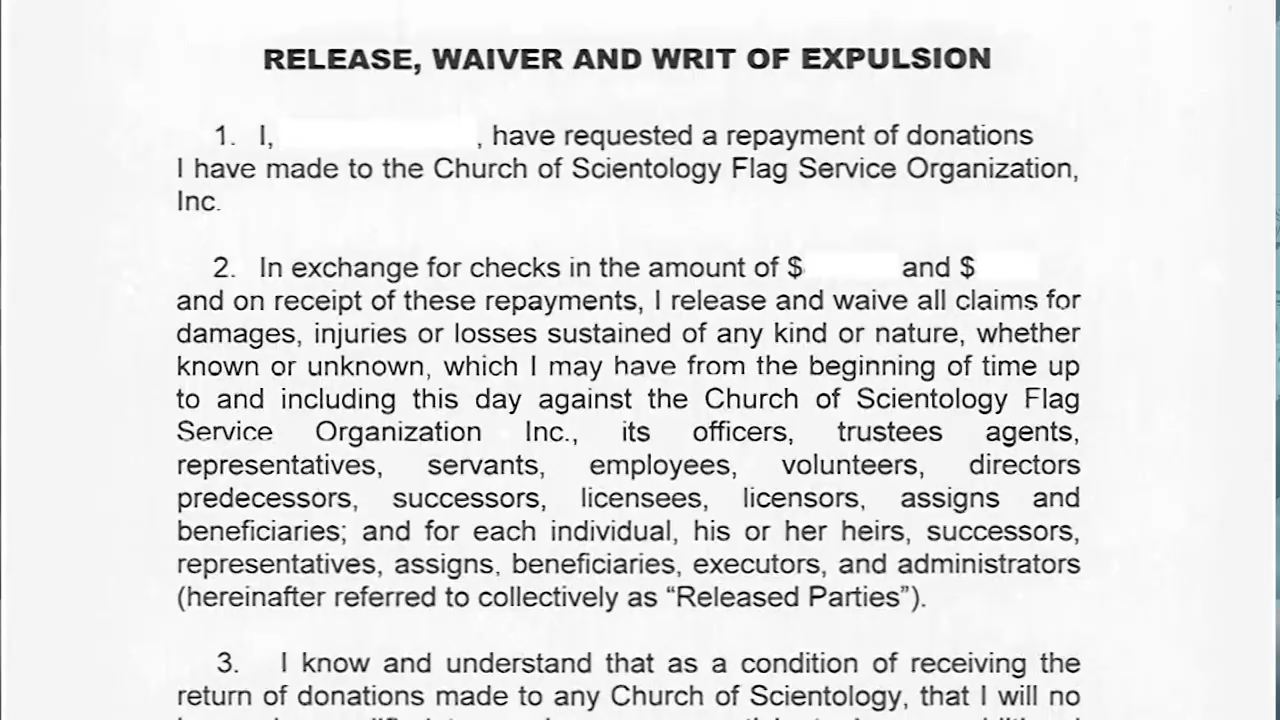 RELEASE, WAIVER AND WRIT OF EXPULSION
1. I, , have requested a repayment of donations
I have made to the Church of Scientology Flag Service Organization,
Inc.
2. In exchange for checks in the amount of $ and $
and on receipt of these repayments, I release and waive all claims for
damages, injuries or losses sustained of any kind or nature, whether
known or unknown, which I may have from the beginning of time up
to and including this day against the Church of Scientology Flag
Service Organization Inc., its officers, trustees agents,
representatives, servants, employees, volunteers, directors
predecessors, successors, licensees, licensors, assigns and
beneficiaries; and for each individual, his or her heirs, successors,
representatives, assigns, beneficiaries, executors, and administrators
(hereinafter referred to collectively as “Released Parties”).
3. I know and understand that as a condition of receiving the
return of donations made to any Church of Scientology, that I will no